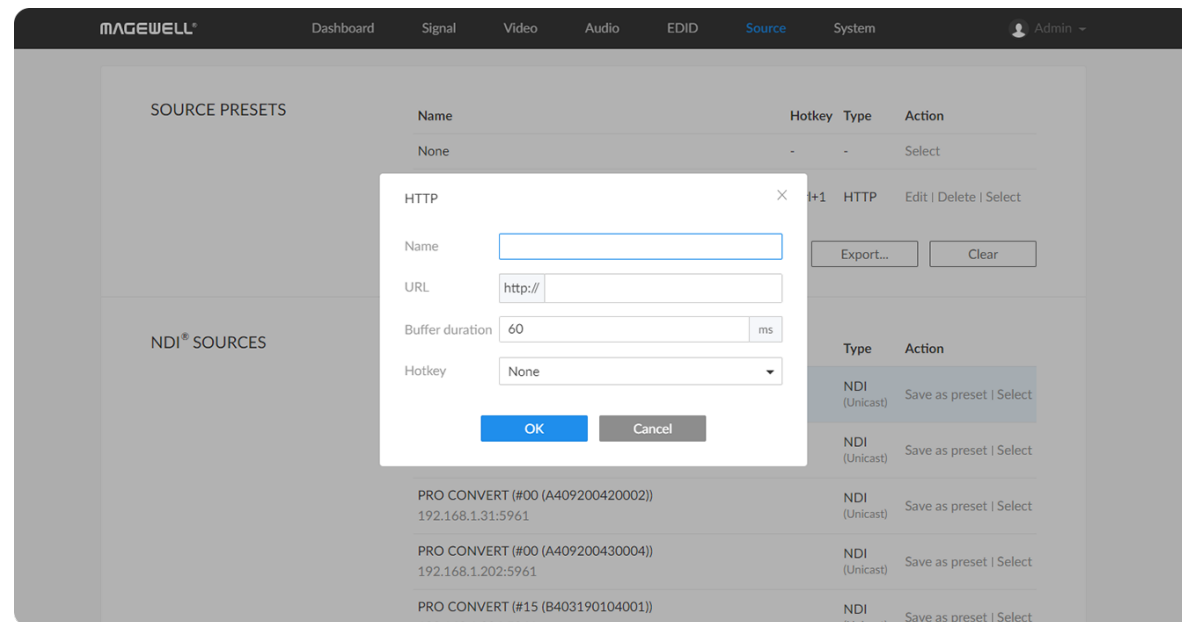 MAGEWELL® Dashboard Signal Video Audio EDID Source System Admin
SOURCE PRESETS
Name Hotkey Type Action
None - - Select
l+1 HTTP Edit | Delete | Select
Export... Clear
HTTP
Name
URL http://
Buffer duration 60 ms
Hotkey None
OK Cancel
NDI® SOURCES
Type Action
NDI
(Unicast) Save as preset | Select
NDI
(Unicast) Save as preset | Select
PRO CONVERT (#00 (A409200420002)) NDI
192.168.1.31:5961 (Unicast) Save as preset | Select
PRO CONVERT (#00 (A409200430004)) NDI
192.168.1.202:5961 (Unicast) Save as preset | Select
PRO CONVERT (#15 (B403190104001)) NDI
Save as preset | Select